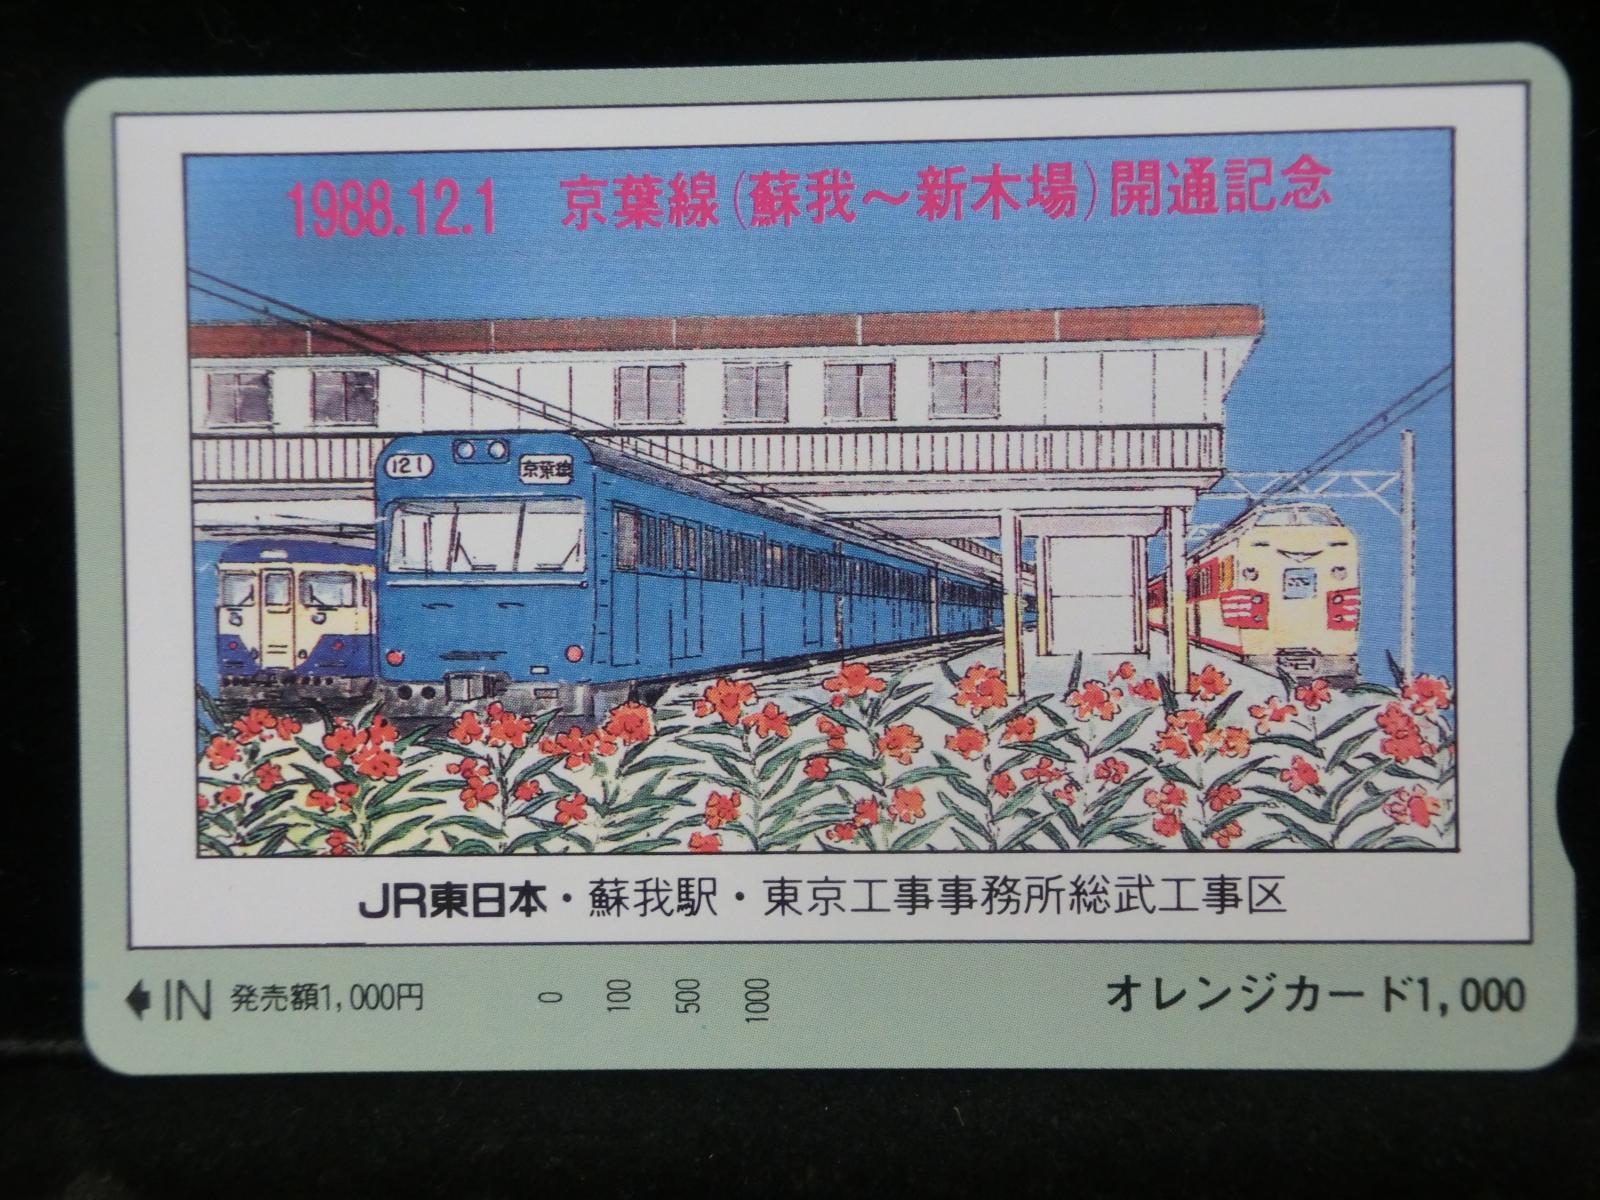 1988.12.1 京葉線(蘇我～新木場)開通記念
121 京葉線
JR東日本・蘇我駅・東京工事事務所総武工事区
IN 発売額1,000円 0 100 500 1000 オレンジカード1,000